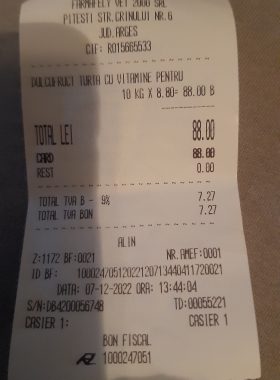 FARMAFELY VET 2000 SRL
PITESTI STR.CRINULUI NR.6
JUD.ARGES
CIF: RO15665533
DULCOFRUCT TURTA CU VITAMINE PENTRU
10 KG X 8.80= 88.00 B
TOTAL LEI 88.00
CARD 88.00
REST 0.00
TOTAL TVA B - 9% 7.27
TOTAL TVA BON 7.27
ALIN
Z:1172 BF:0021 NR.AMEF:0001
ID BF: 10002470512022120713440411720021
DATA: 07-12-2022 ORA: 13:44:04
S/N:DB4200056748 TD:00055221
CASIER 1: CASIER 1
BON FISCAL
1000247051